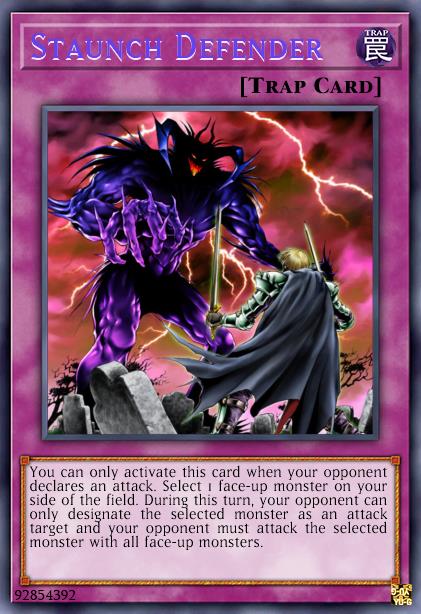 Staunch Defender
TRAP
罠
[Trap Card]
You can only activate this card when your opponent
declares an attack. Select 1 face-up monster on your
side of the field. During this turn, your opponent can
only designate the selected monster as an attack
target and your opponent must attack the selected
monster with all face-up monsters.
92854392